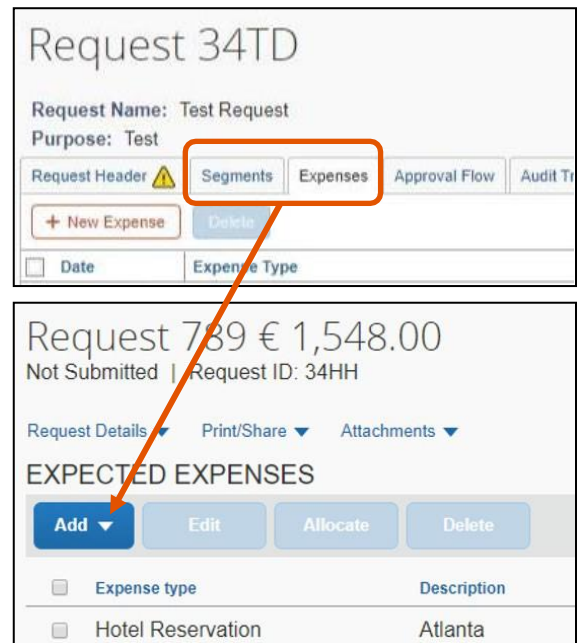 Request 34TD
Request Name: Test Request
Purpose: Test
Request Header Segments Expenses Approval Flow Audit Tr
+ New Expense Delete
Date Expense Type
Request 789 € 1,548.00
Not Submitted | Request ID: 34HH
Request Details Print/Share Attachments
EXPECTED EXPENSES
Add Edit Allocate Delete
Expense type Description
Hotel Reservation Atlanta